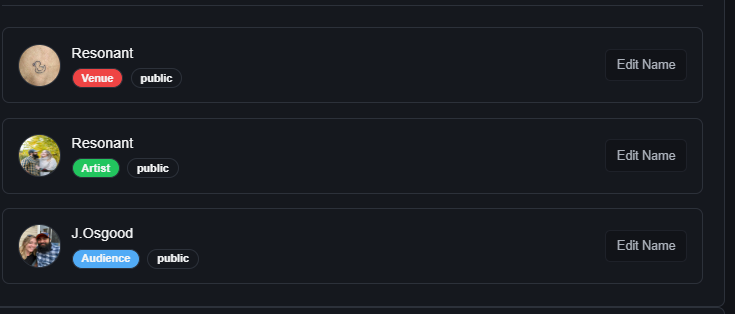 Resonant
Venue public
Edit Name
Resonant
Artist public
Edit Name
J.Osgood
Audience public
Edit Name